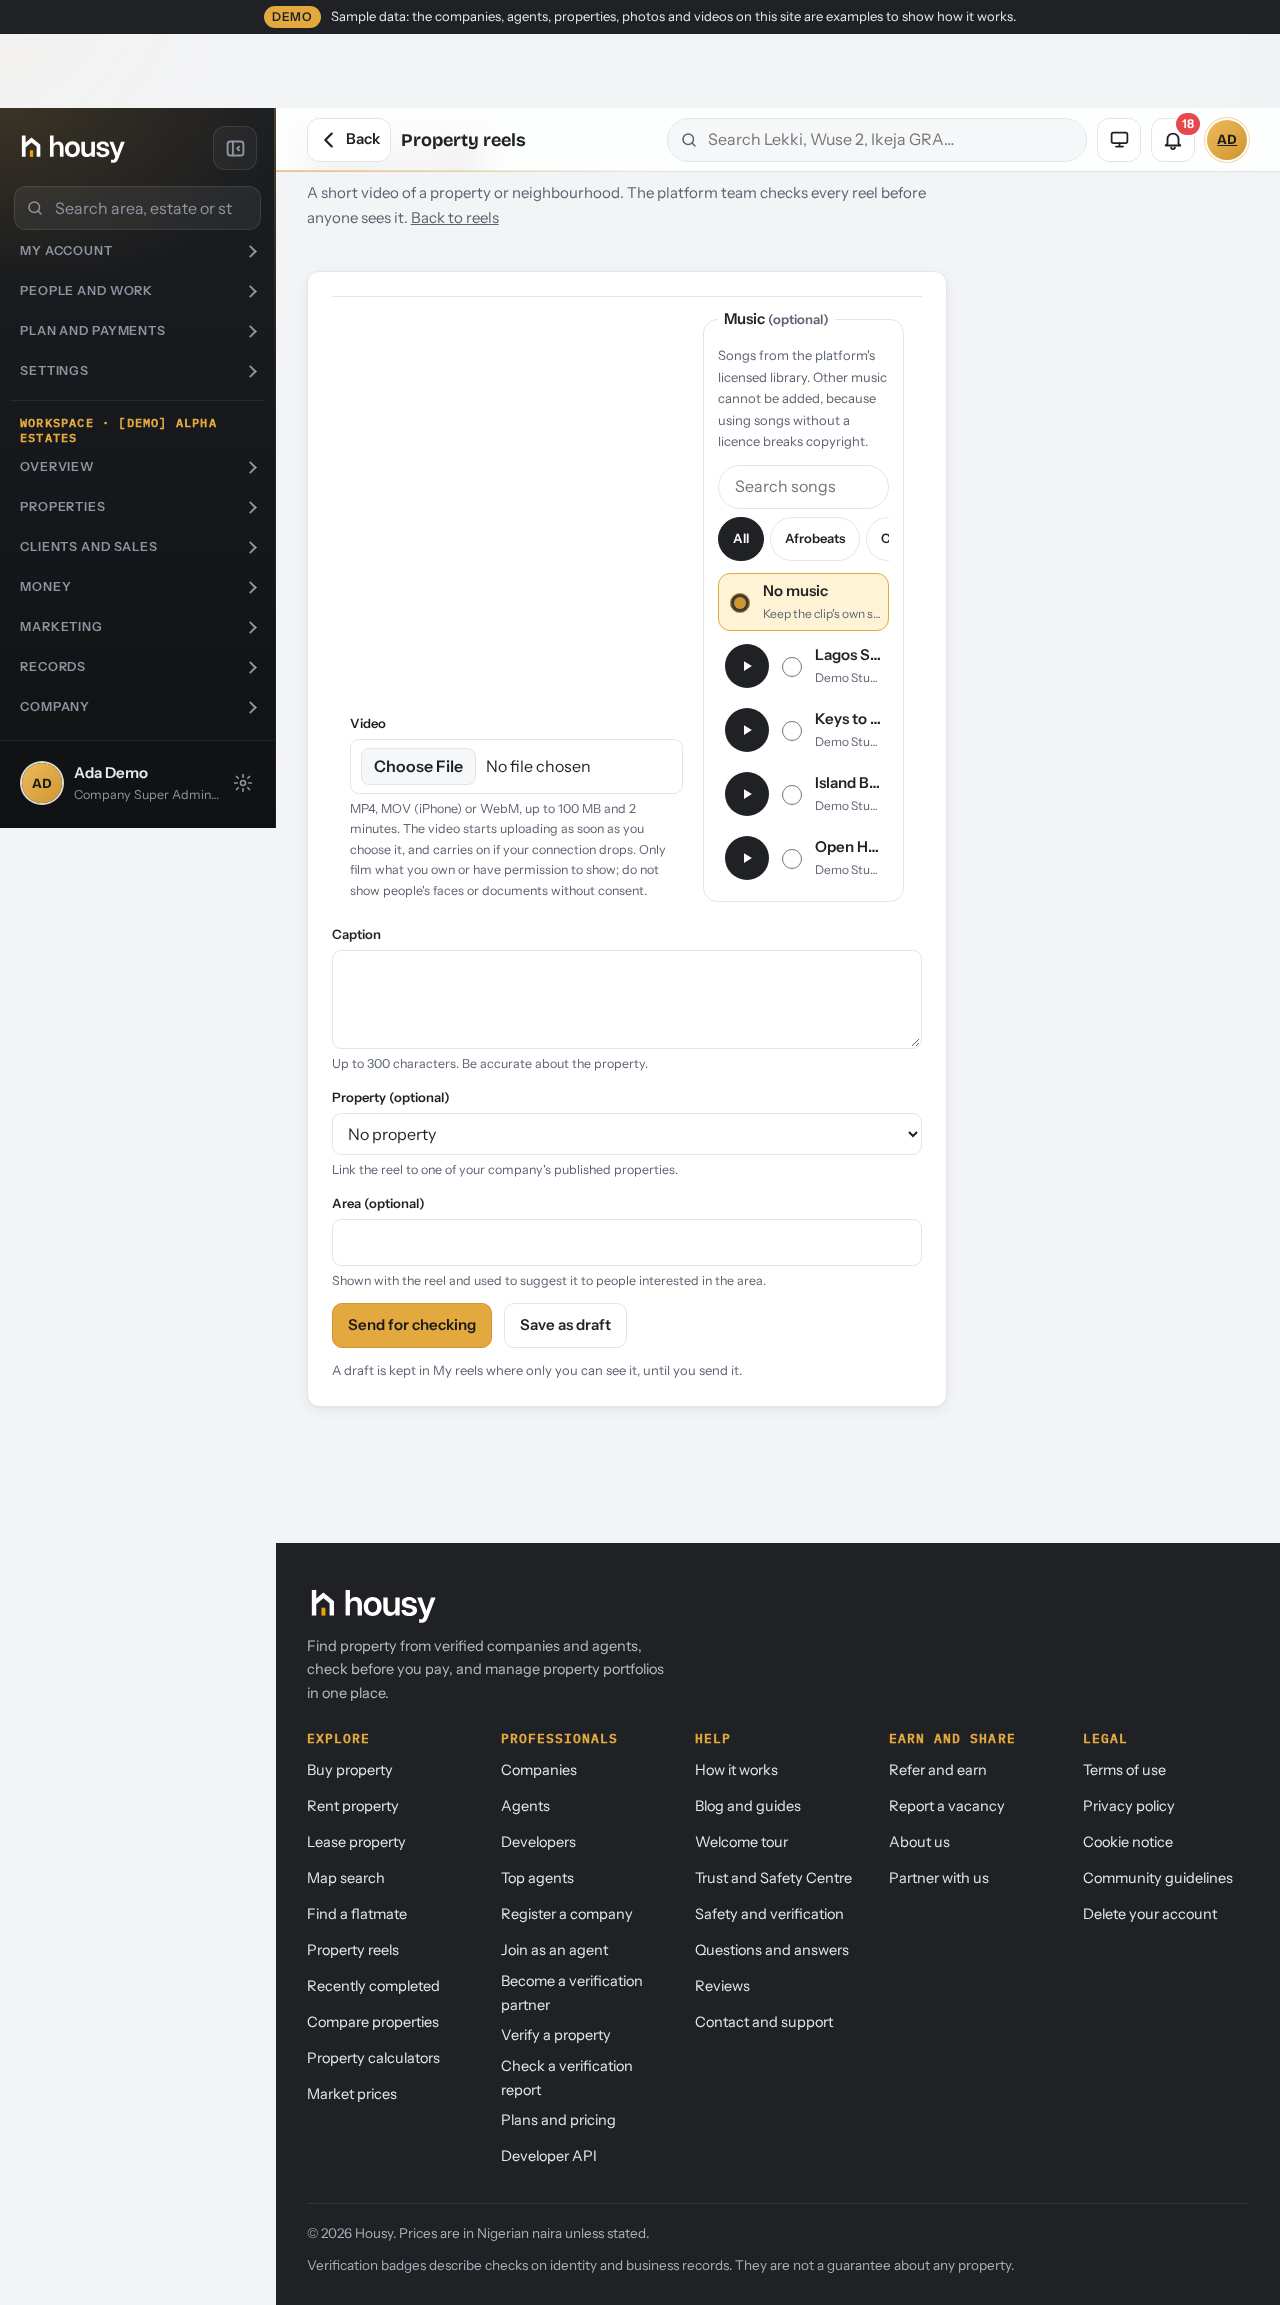 DEMO Sample data: the companies, agents, properties, photos and videos on this site are examples to show how it works.
housy
Search area, estate or st
MY ACCOUNT
PEOPLE AND WORK
PLAN AND PAYMENTS
SETTINGS
WORKSPACE · [DEMO] ALPHA
ESTATES
OVERVIEW
PROPERTIES
CLIENTS AND SALES
MONEY
MARKETING
RECORDS
COMPANY
AD
Ada Demo
Company Super Admin...
Back
Property reels
Search Lekki, Wuse 2, Ikeja GRA...
18
AD
A short video of a property or neighbourhood. The platform team checks every reel before
anyone sees it. Back to reels
Video
Choose File No file chosen
MP4, MOV (iPhone) or WebM, up to 100 MB and 2
minutes. The video starts uploading as soon as you
choose it, and carries on if your connection drops. Only
film what you own or have permission to show; do not
show people's faces or documents without consent.
Music (optional)
Songs from the platform's
licensed library. Other music
cannot be added, because
using songs without a
licence breaks copyright.
Search songs
All
Afrobeats
No music
Keep the clip's own s...
Lagos S...
Demo Stu...
Keys to ...
Demo Stu...
Island B...
Demo Stu...
Open H...
Demo Stu...
Caption
Up to 300 characters. Be accurate about the property.
Property (optional)
No property
Link the reel to one of your company's published properties.
Area (optional)
Shown with the reel and used to suggest it to people interested in the area.
Send for checking
Save as draft
A draft is kept in My reels where only you can see it, until you send it.
housy
Find property from verified companies and agents,
check before you pay, and manage property portfolios
in one place.
EXPLORE
Buy property
Rent property
Lease property
Map search
Find a flatmate
Property reels
Recently completed
Compare properties
Property calculators
Market prices
PROFESSIONALS
Companies
Agents
Developers
Top agents
Register a company
Join as an agent
Become a verification
partner
Verify a property
Check a verification
report
Plans and pricing
Developer API
HELP
How it works
Blog and guides
Welcome tour
Trust and Safety Centre
Safety and verification
Questions and answers
Reviews
Contact and support
EARN AND SHARE
Refer and earn
Report a vacancy
About us
Partner with us
LEGAL
Terms of use
Privacy policy
Cookie notice
Community guidelines
Delete your account
© 2026 Housy. Prices are in Nigerian naira unless stated.
Verification badges describe checks on identity and business records. They are not a guarantee about any property.